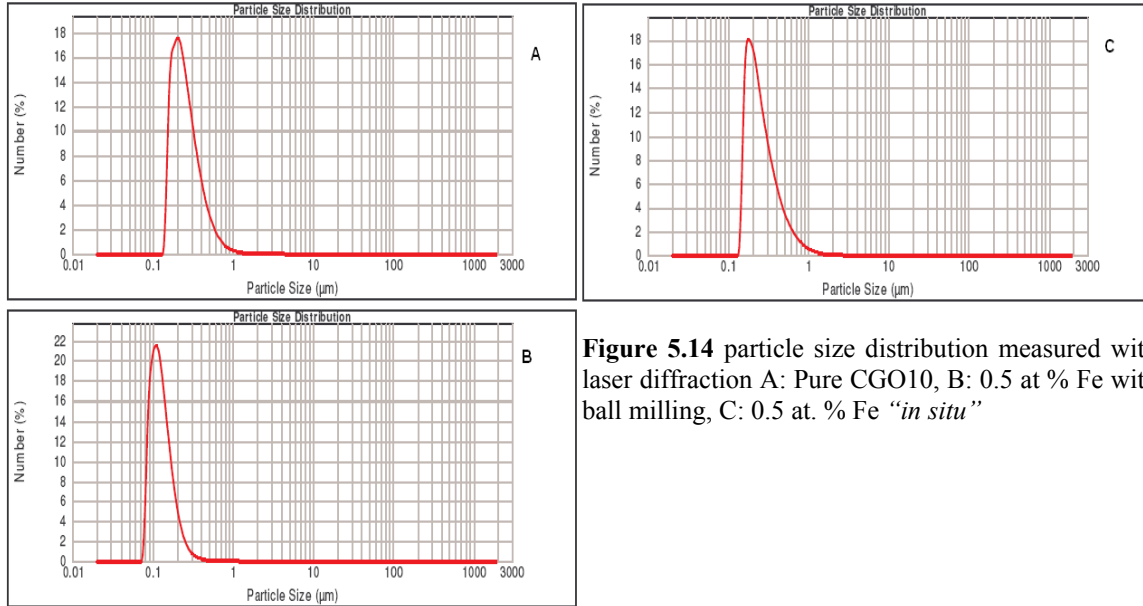 Particle Size Distribution
A
Number (%)
18
16
14
12
10
8
6
4
2
0
0.01 0.1 1 10 100 1000 3000
Particle Size (µm)
Particle Size Distribution
C
Number (%)
18
16
14
12
10
8
6
4
2
0
0.01 0.1 1 10 100 1000 3000
Particle Size (µm)
Particle Size Distribution
B
Number (%)
22
20
18
16
14
12
10
8
6
4
2
0
0.01 0.1 1 10 100 1000 3000
Particle Size (µm)
Figure 5.14 particle size distribution measured wit
laser diffraction A: Pure CGO10, B: 0.5 at % Fe wit
ball milling, C: 0.5 at. % Fe “in situ”